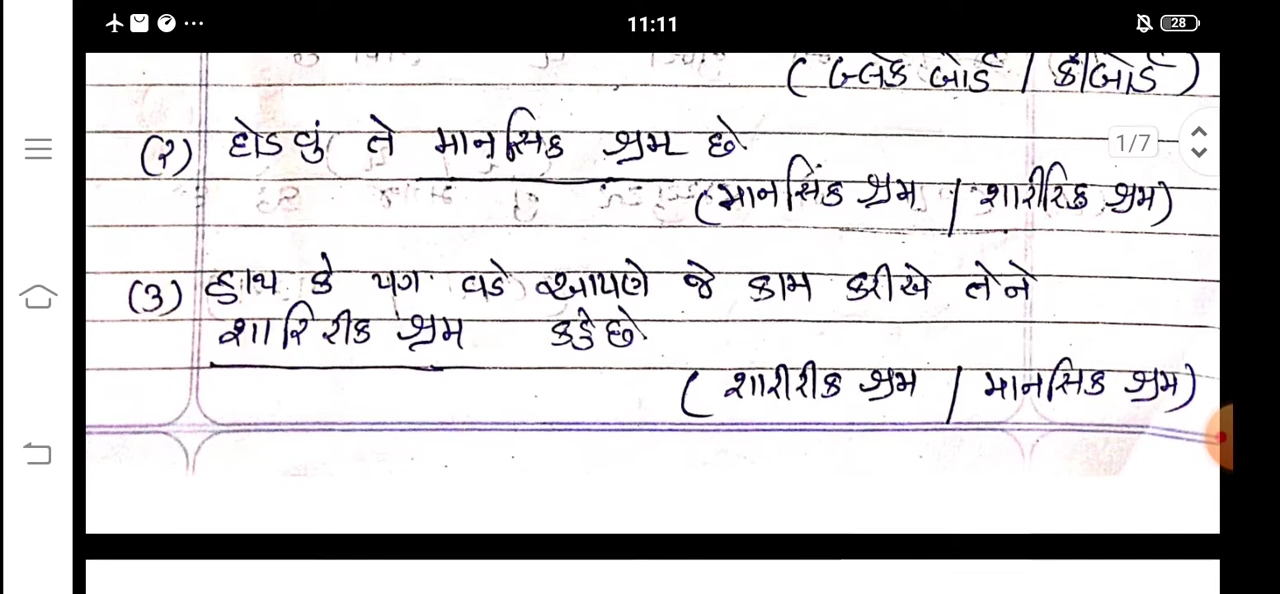 11:11
28
(બ્લેક બોર્ડ / કીબોર્ડ)
1/7
(૨) દોડવું તે માનસિક શ્રમ છે
(માનસિક શ્રમ / શારીરિક શ્રમ)
(3) હાથ કે પગ વડે આપણે જે કામ કરીએ તેને
શારિરીક શ્રમ કહે છે.
(શારીરીક શ્રમ / માનસિક શ્રમ)